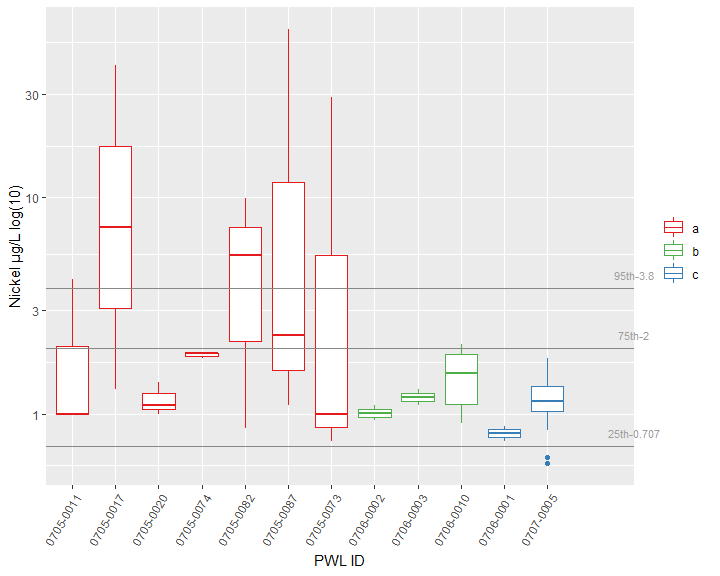 30
10
3
1
Nickel µg/L log(10)
95th-3.8
75th-2
25th-0.707
0705-0011
0705-0017
0705-0020
0705-0074
0705-0082
0705-0087
0705-0073
0706-0002
0706-0003
0706-0010
0706-0001
0707-0005
PWL ID
a
b
c